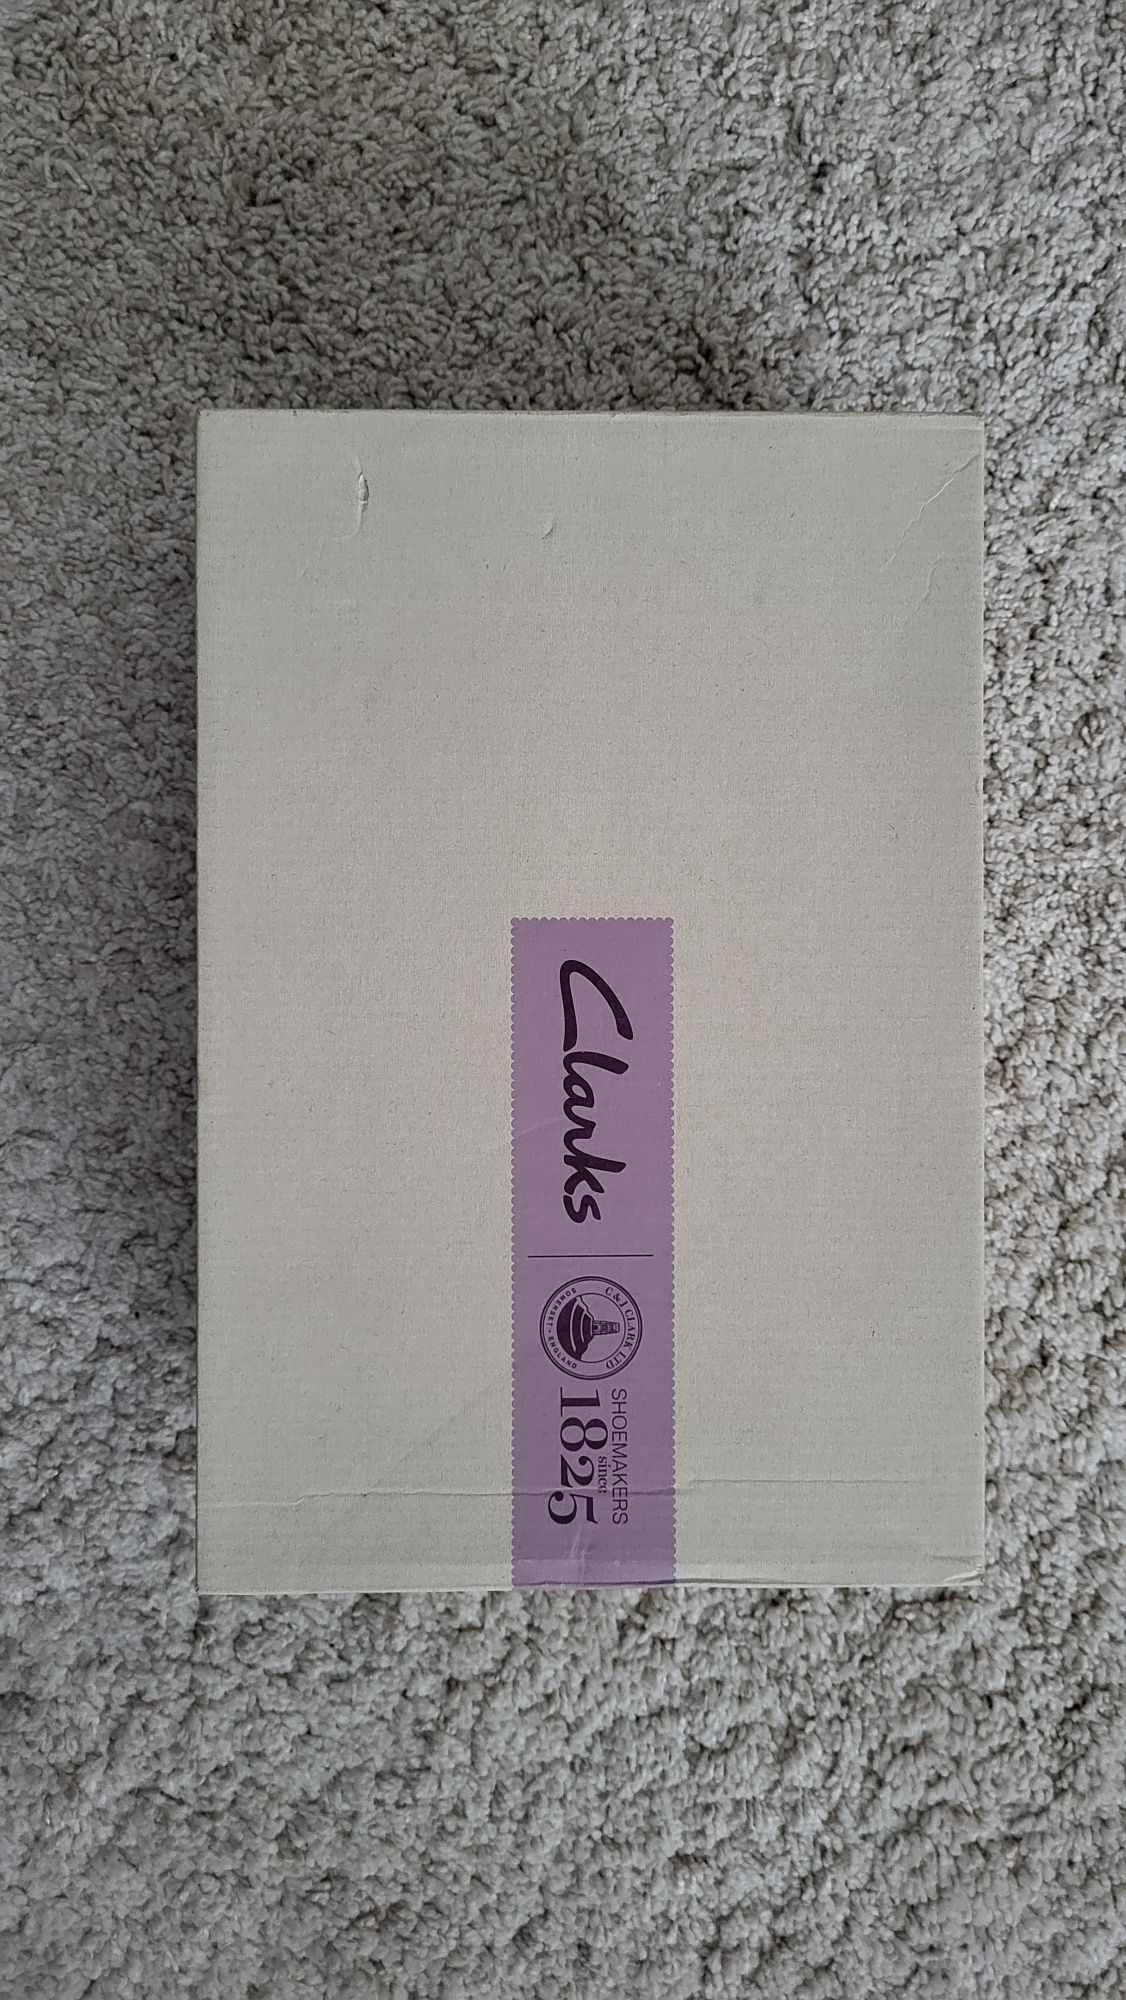 Clarks
C & J CLARK LTD
SOMERSET • ENGLAND
SHOEMAKERS
since
1825